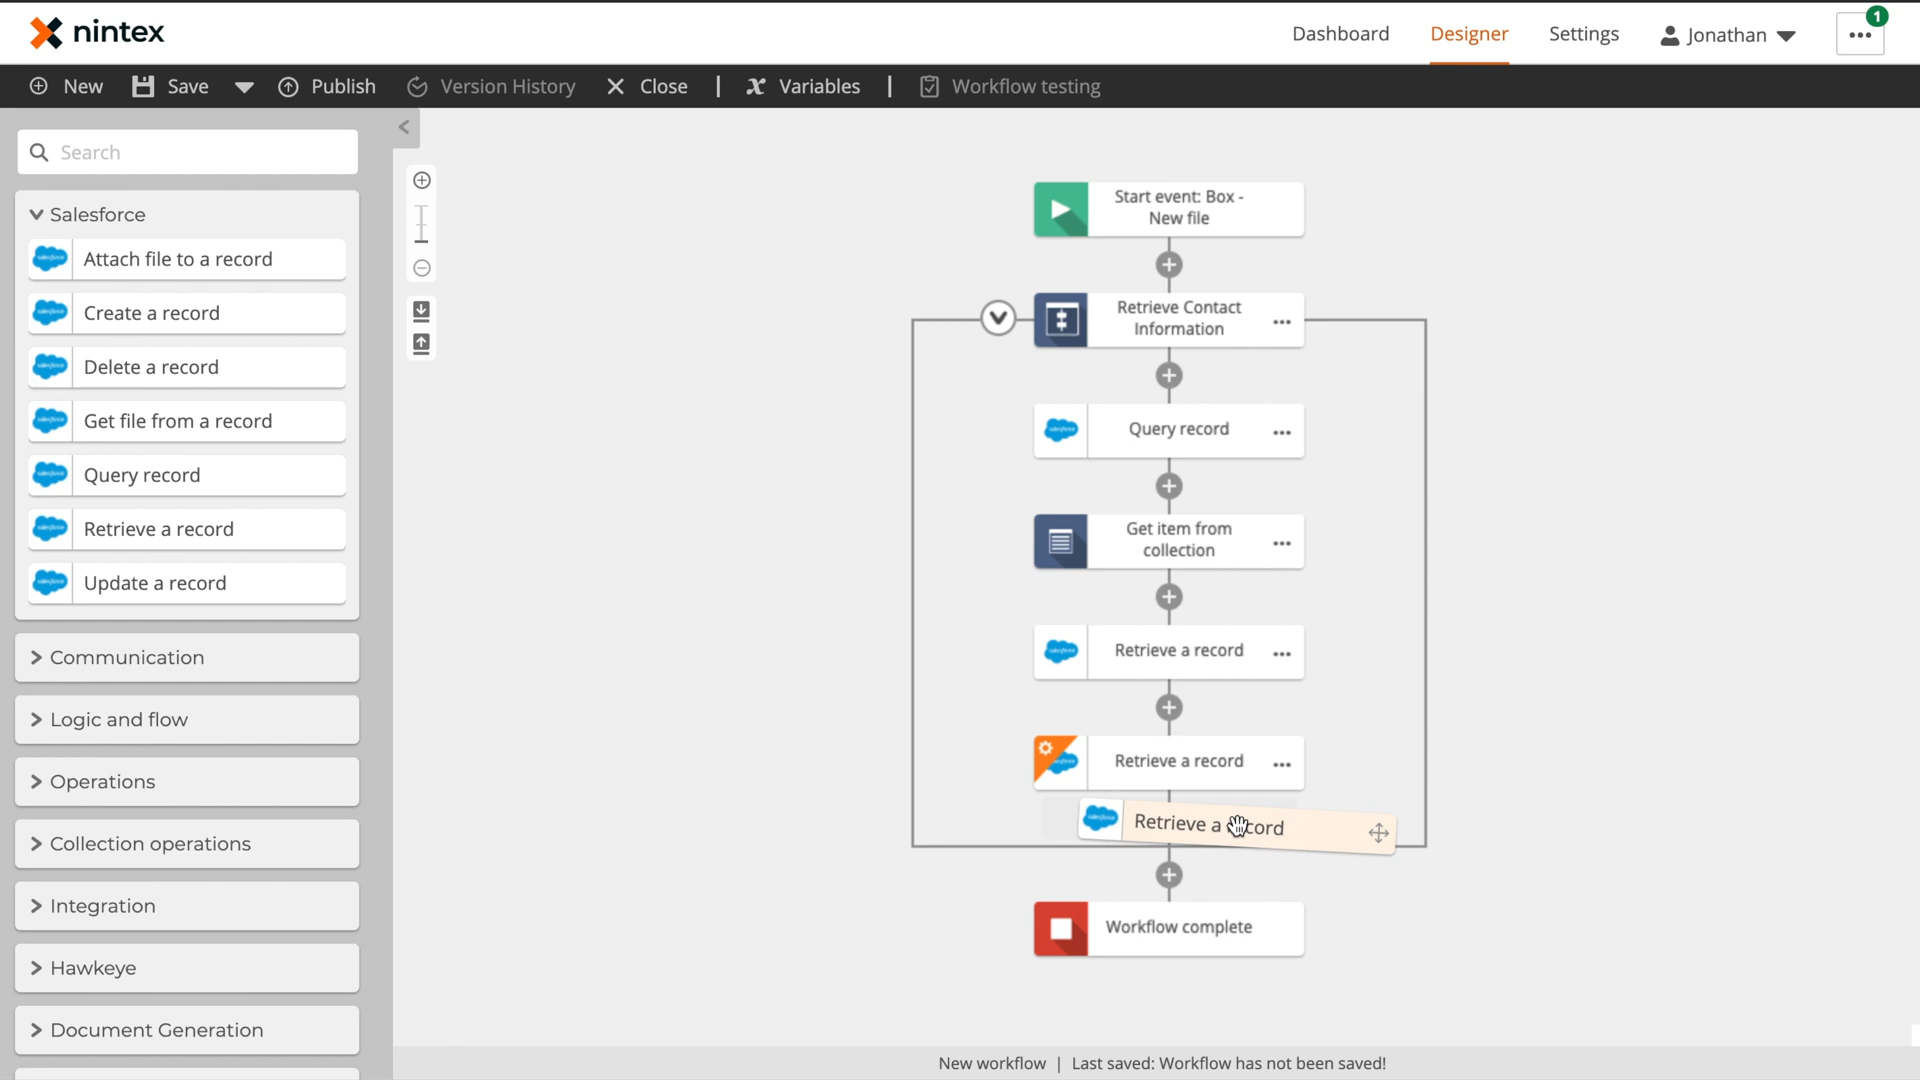 nintex
Dashboard
Designer
Settings
Jonathan
1
New
Save
Publish
Version History
Close
Variables
Workflow testing
Search
Salesforce
Attach file to a record
Create a record
Delete a record
Get file from a record
Query record
Retrieve a record
Update a record
Communication
Logic and flow
Operations
Collection operations
Integration
Hawkeye
Document Generation
Start event: Box -
New file
Retrieve Contact
Information
Query record
Get item from
collection
Retrieve a record
Retrieve a record
Retrieve a record
Workflow complete
New workflow | Last saved: Workflow has not been saved!